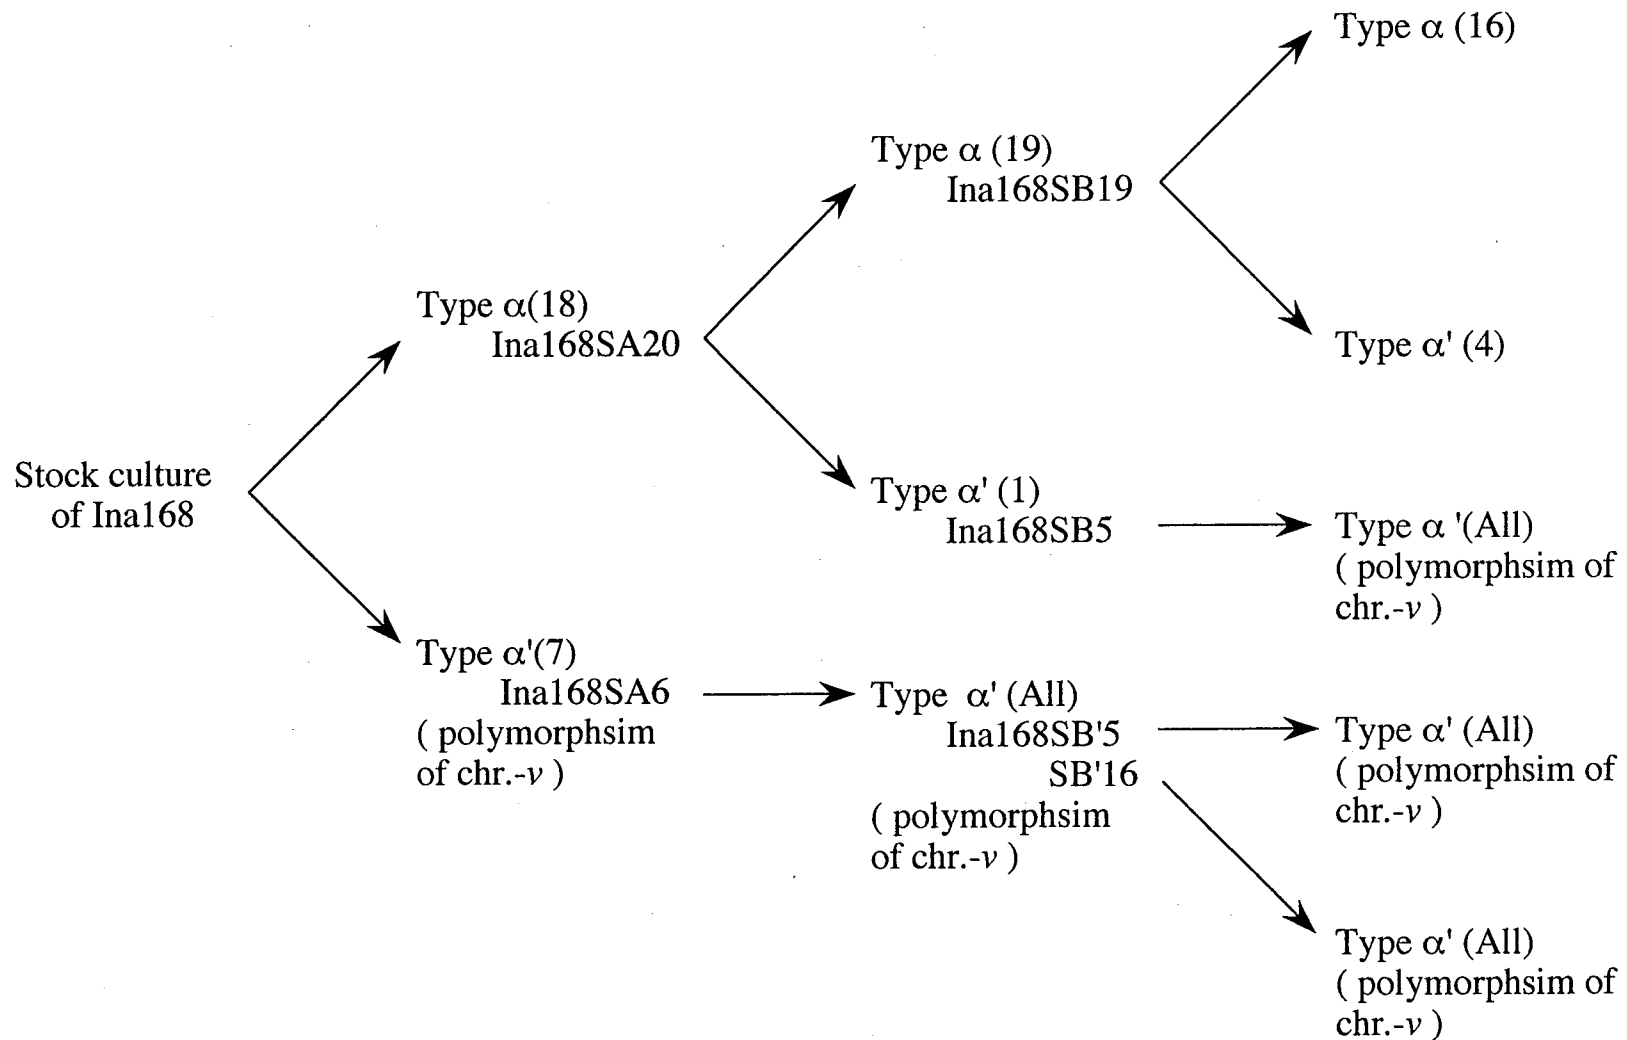 Stock culture
of Ina168
Type α(18)
Ina168SA20
Type α'(7)
Ina168SA6
( polymorphsim
of chr.-ν )
Type α (19)
Ina168SB19
Type α' (1)
Ina168SB5
Type α' (All)
Ina168SB'5
SB'16
( polymorphsim
of chr.-ν )
Type α (16)
Type α' (4)
Type α '(All)
( polymorphsim of
chr.-ν )
Type α' (All)
( polymorphsim of
chr.-ν )
Type α' (All)
( polymorphsim of
chr.-ν )